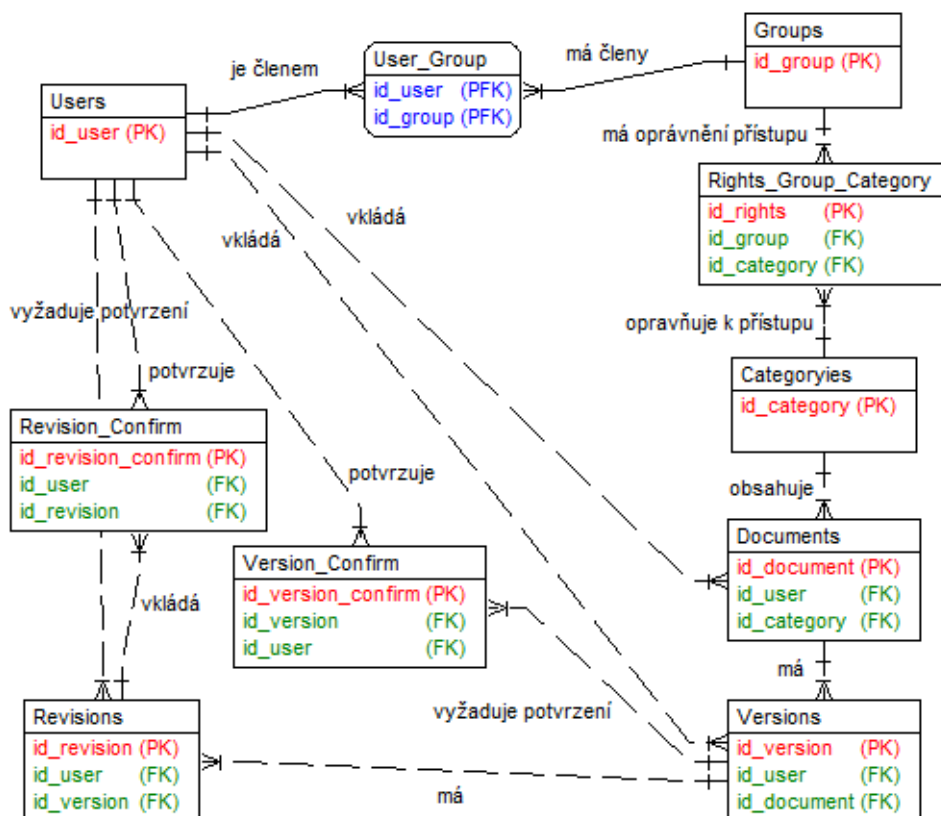 Groups
id_group (PK)
má členy
User_Group
id_user (PFK)
id_group (PFK)
je členem
Users
id_user (PK)
má oprávnění přístupu
Rights_Group_Category
id_rights (PK)
id_group (FK)
id_category (FK)
vkládá
vkládá
vyžaduje potvrzení
opravňuje k přístupu
potvrzuje
Categoryies
id_category (PK)
Revision_Confirm
id_revision_confirm (PK)
id_user (FK)
id_revision (FK)
potvrzuje
obsahuje
Documents
id_document (PK)
id_user (FK)
id_category (FK)
Version_Confirm
id_version_confirm (PK)
id_version (FK)
id_user (FK)
vkládá
má
vyžaduje potvrzení
Revisions
id_revision (PK)
id_user (FK)
id_version (FK)
má
Versions
id_version (PK)
id_user (FK)
id_document (FK)